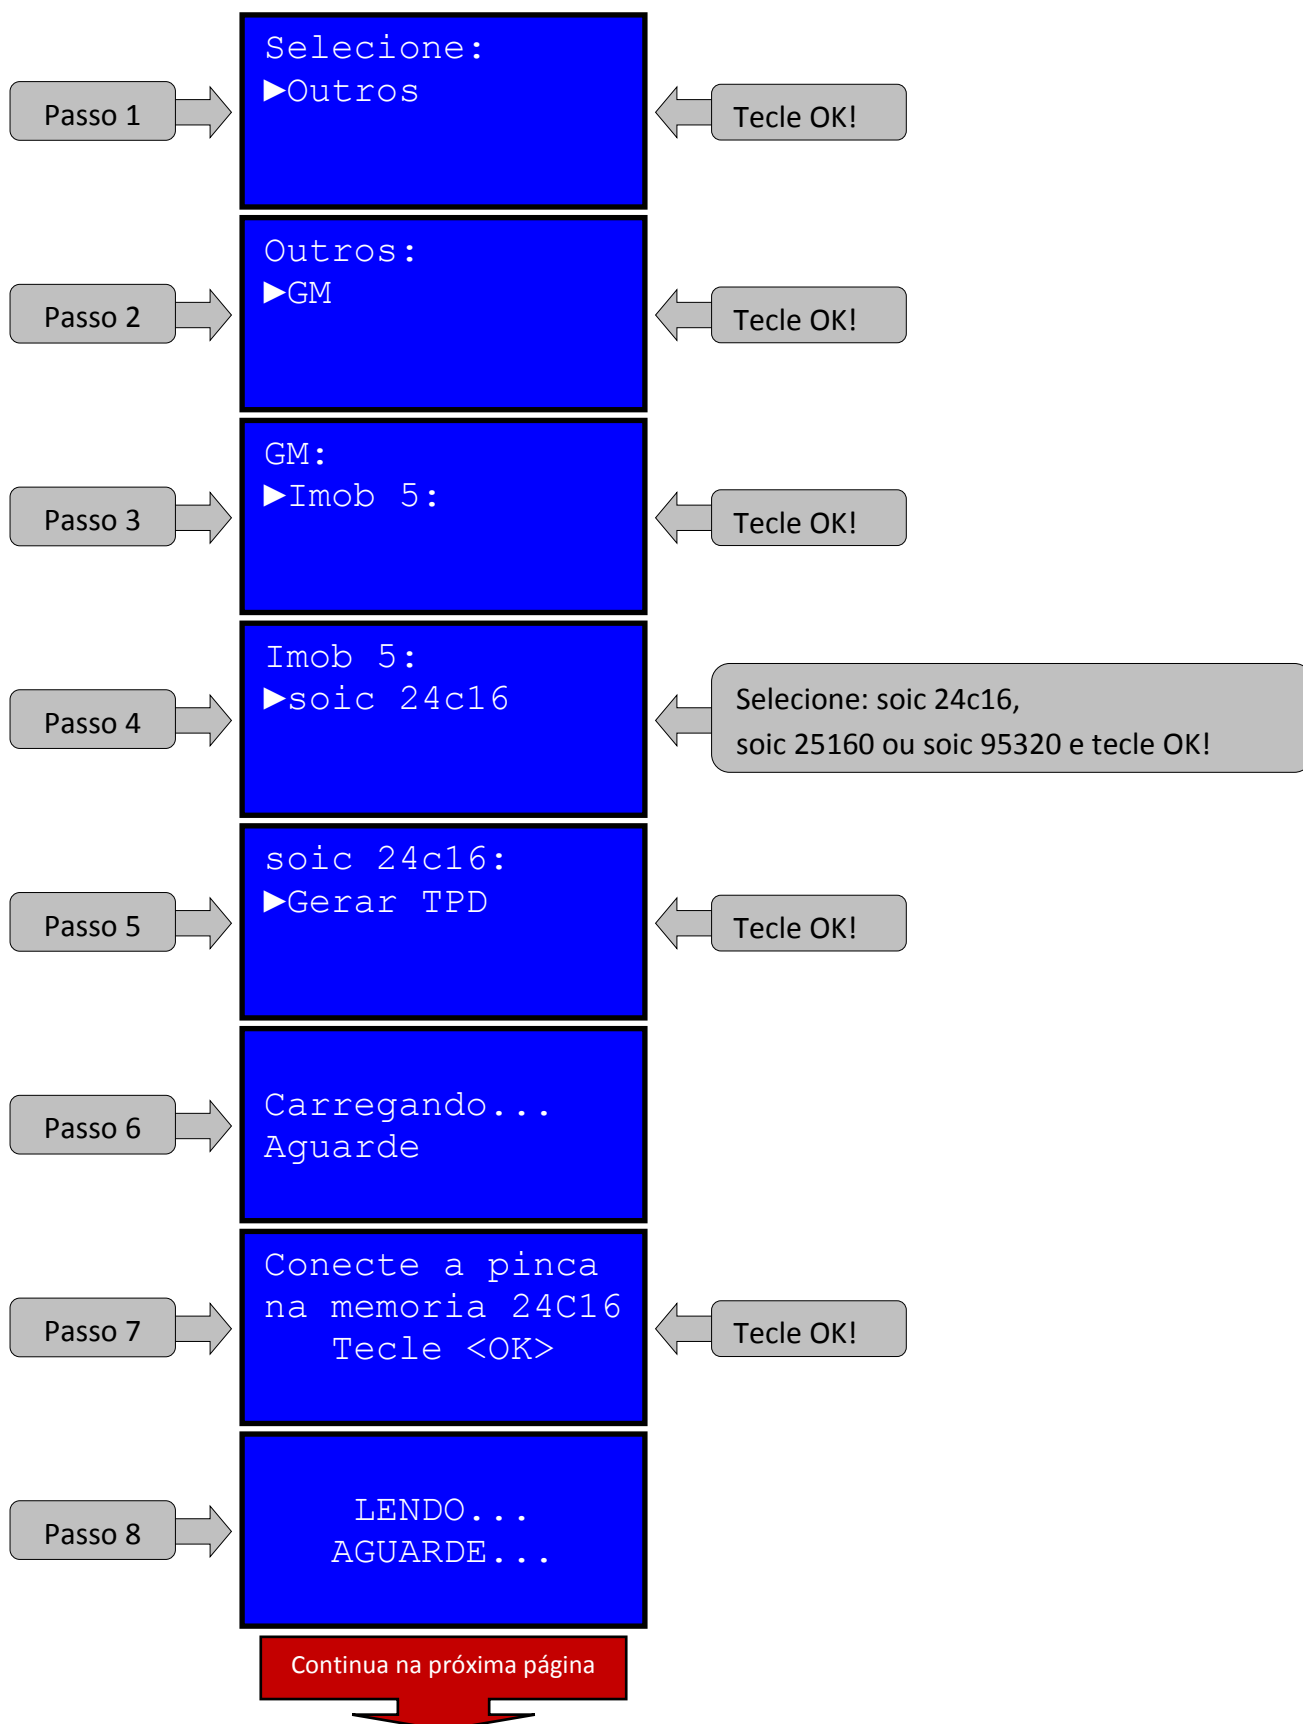 Passo 1
Selecione:
►Outros
Tecle OK!
Passo 2
Outros:
►GM
Tecle OK!
Passo 3
GM:
►Imob 5:
Tecle OK!
Passo 4
Imob 5:
►soic 24c16
Selecione: soic 24c16,
soic 25160 ou soic 95320 e tecle OK!
Passo 5
soic 24c16:
►Gerar TPD
Tecle OK!
Passo 6
Carregando...
Aguarde
Passo 7
Conecte a pinca
na memoria 24C16
Tecle <OK>
Tecle OK!
Passo 8
LENDO...
AGUARDE...
Continua na próxima página